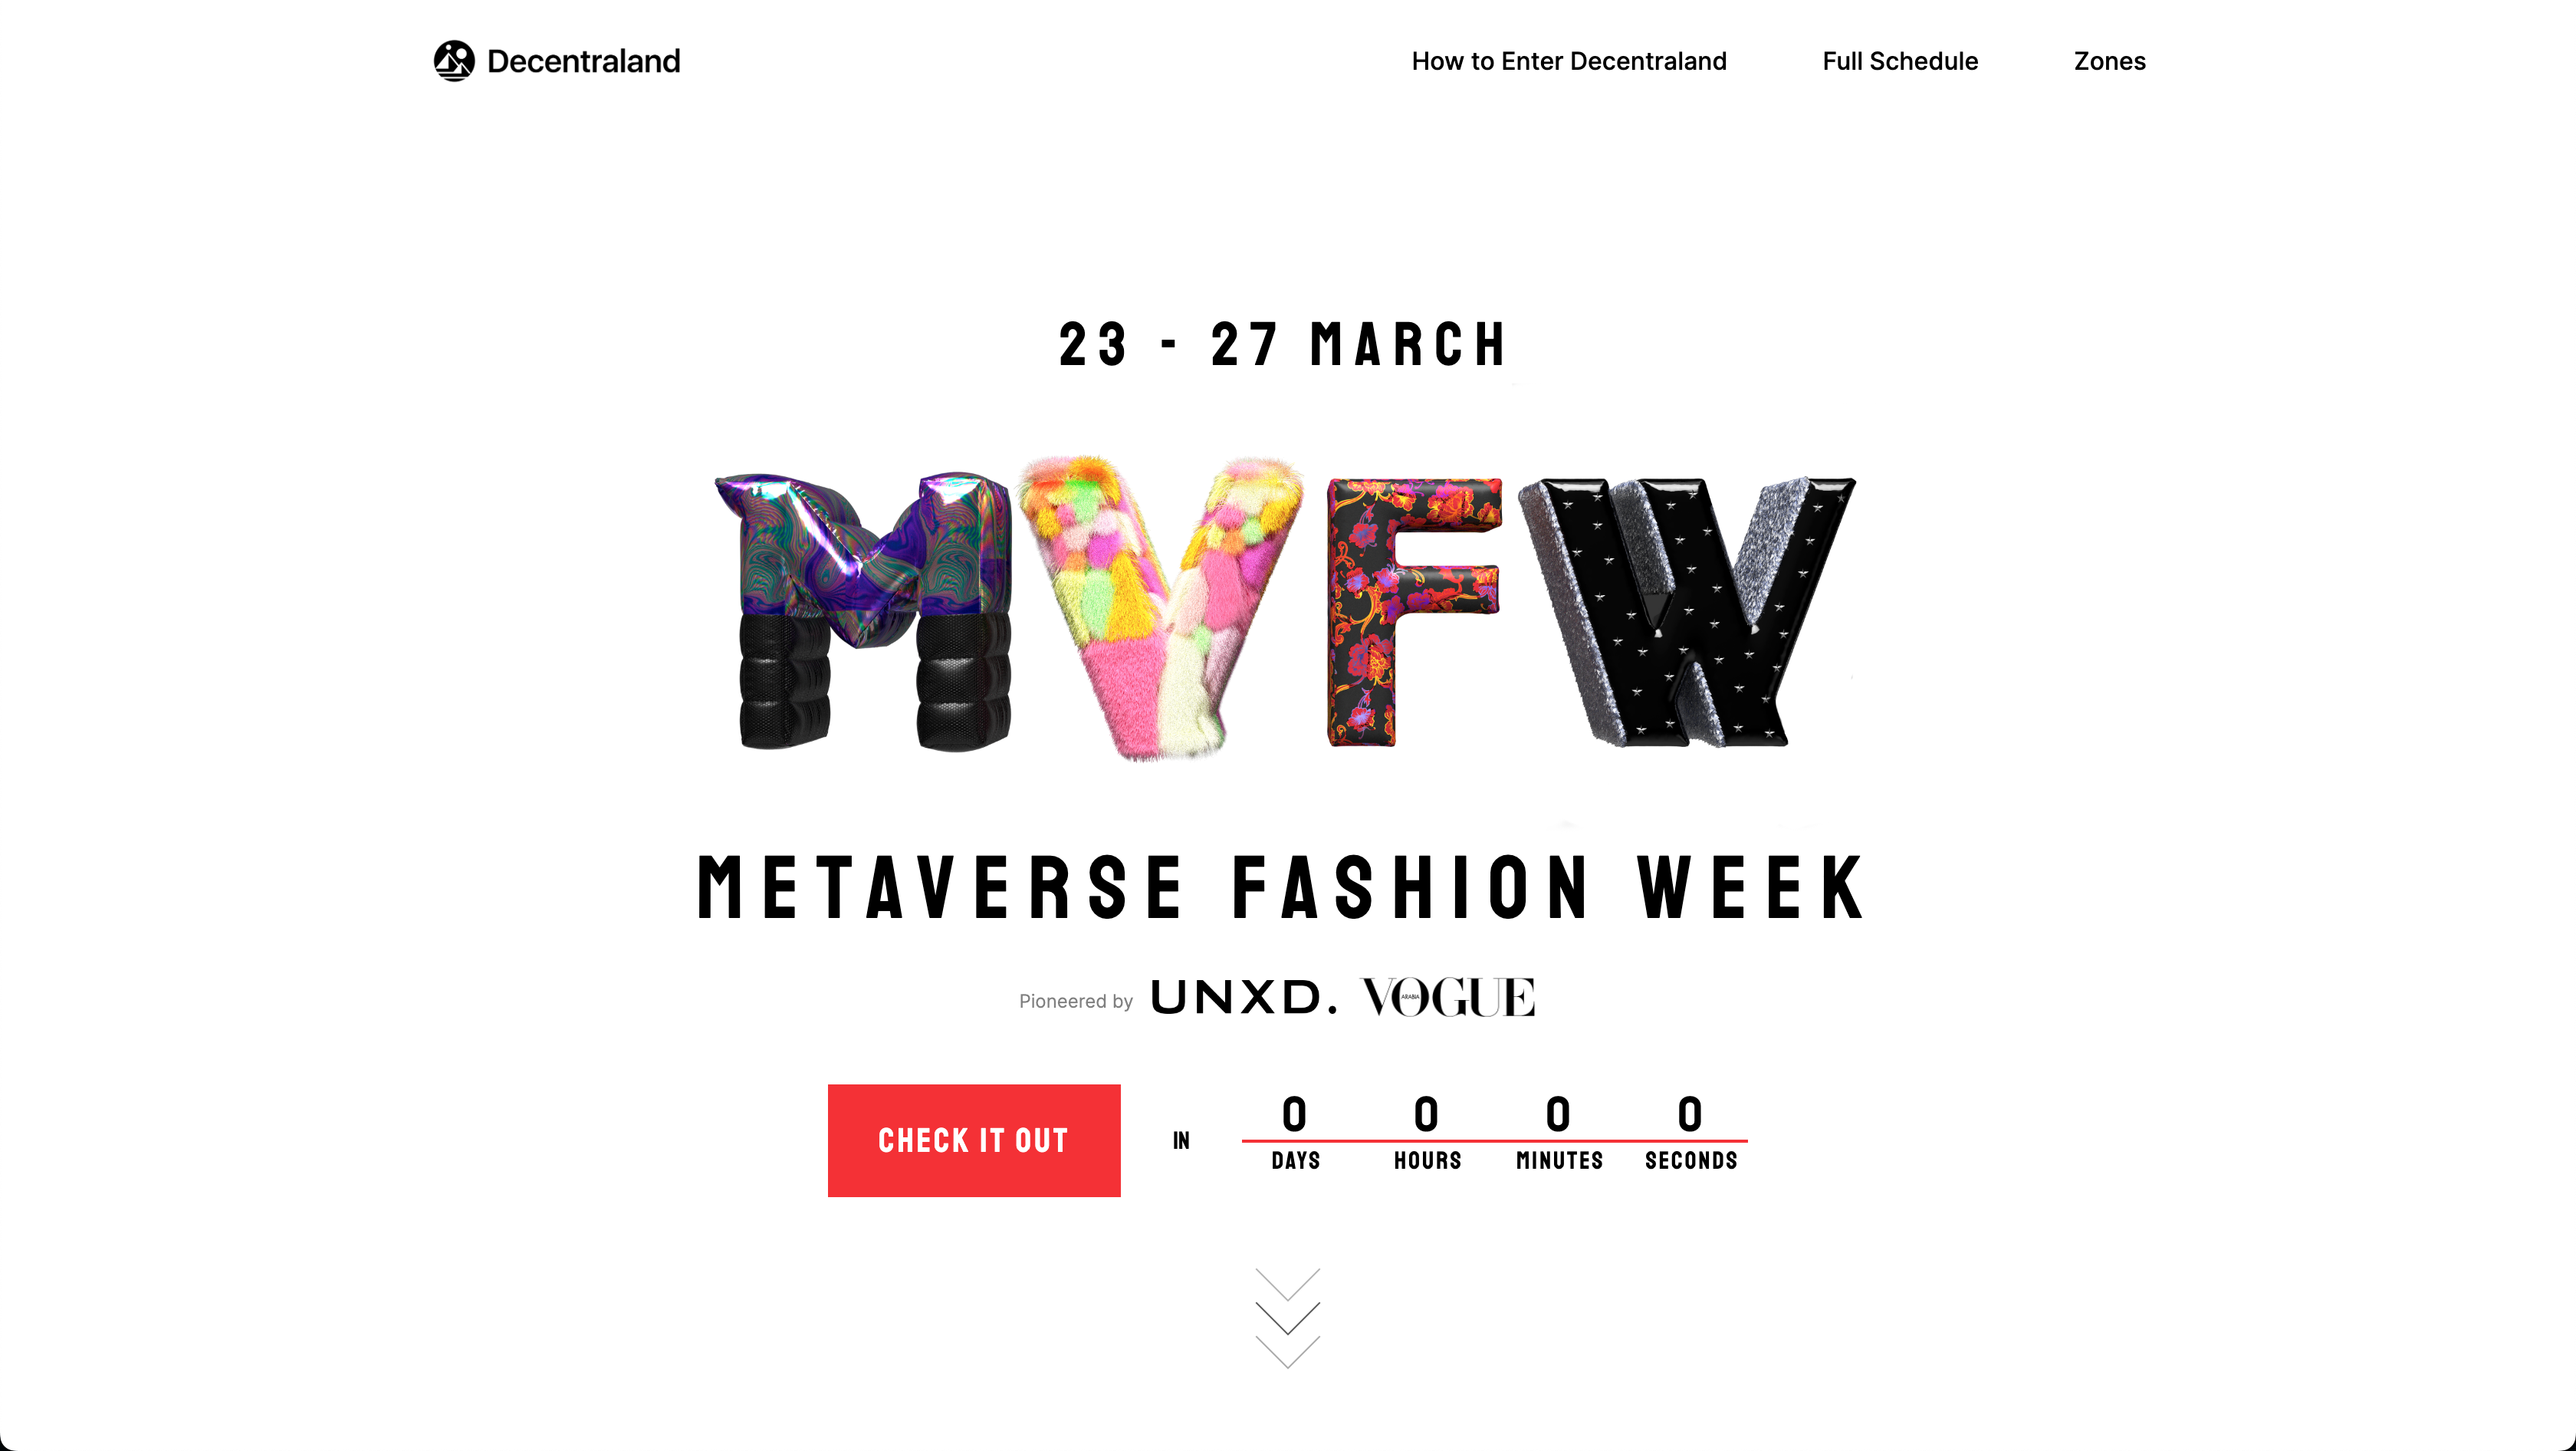 Decentraland
How to Enter Decentraland
Full Schedule
Zones
23 - 27 MARCH
MVFW
METAVERSE FASHION WEEK
Pioneered by UNXD. VOGUE ARABIA
CHECK IT OUT
IN
0 0 0 0
DAYS HOURS MINUTES SECONDS